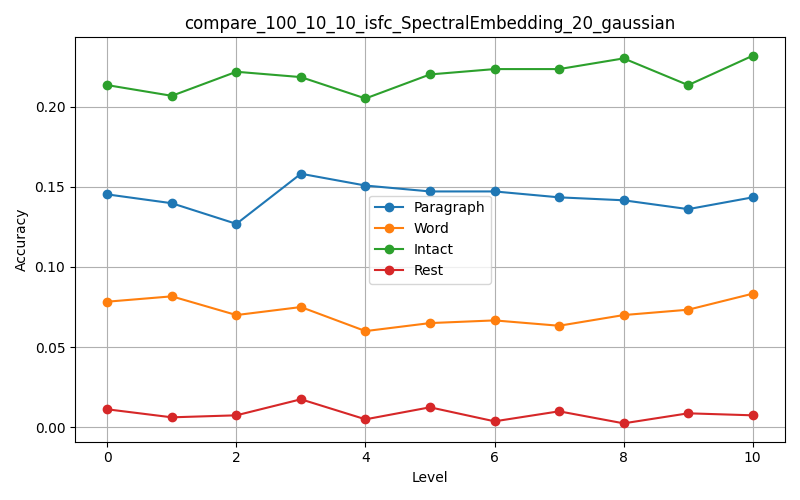 compare_100_10_10_isfc_SpectralEmbedding_20_gaussian
Accuracy
0.20
0.15
0.10
0.05
0.00
Paragraph
Word
Intact
Rest
0 2 4 6 8 10
Level